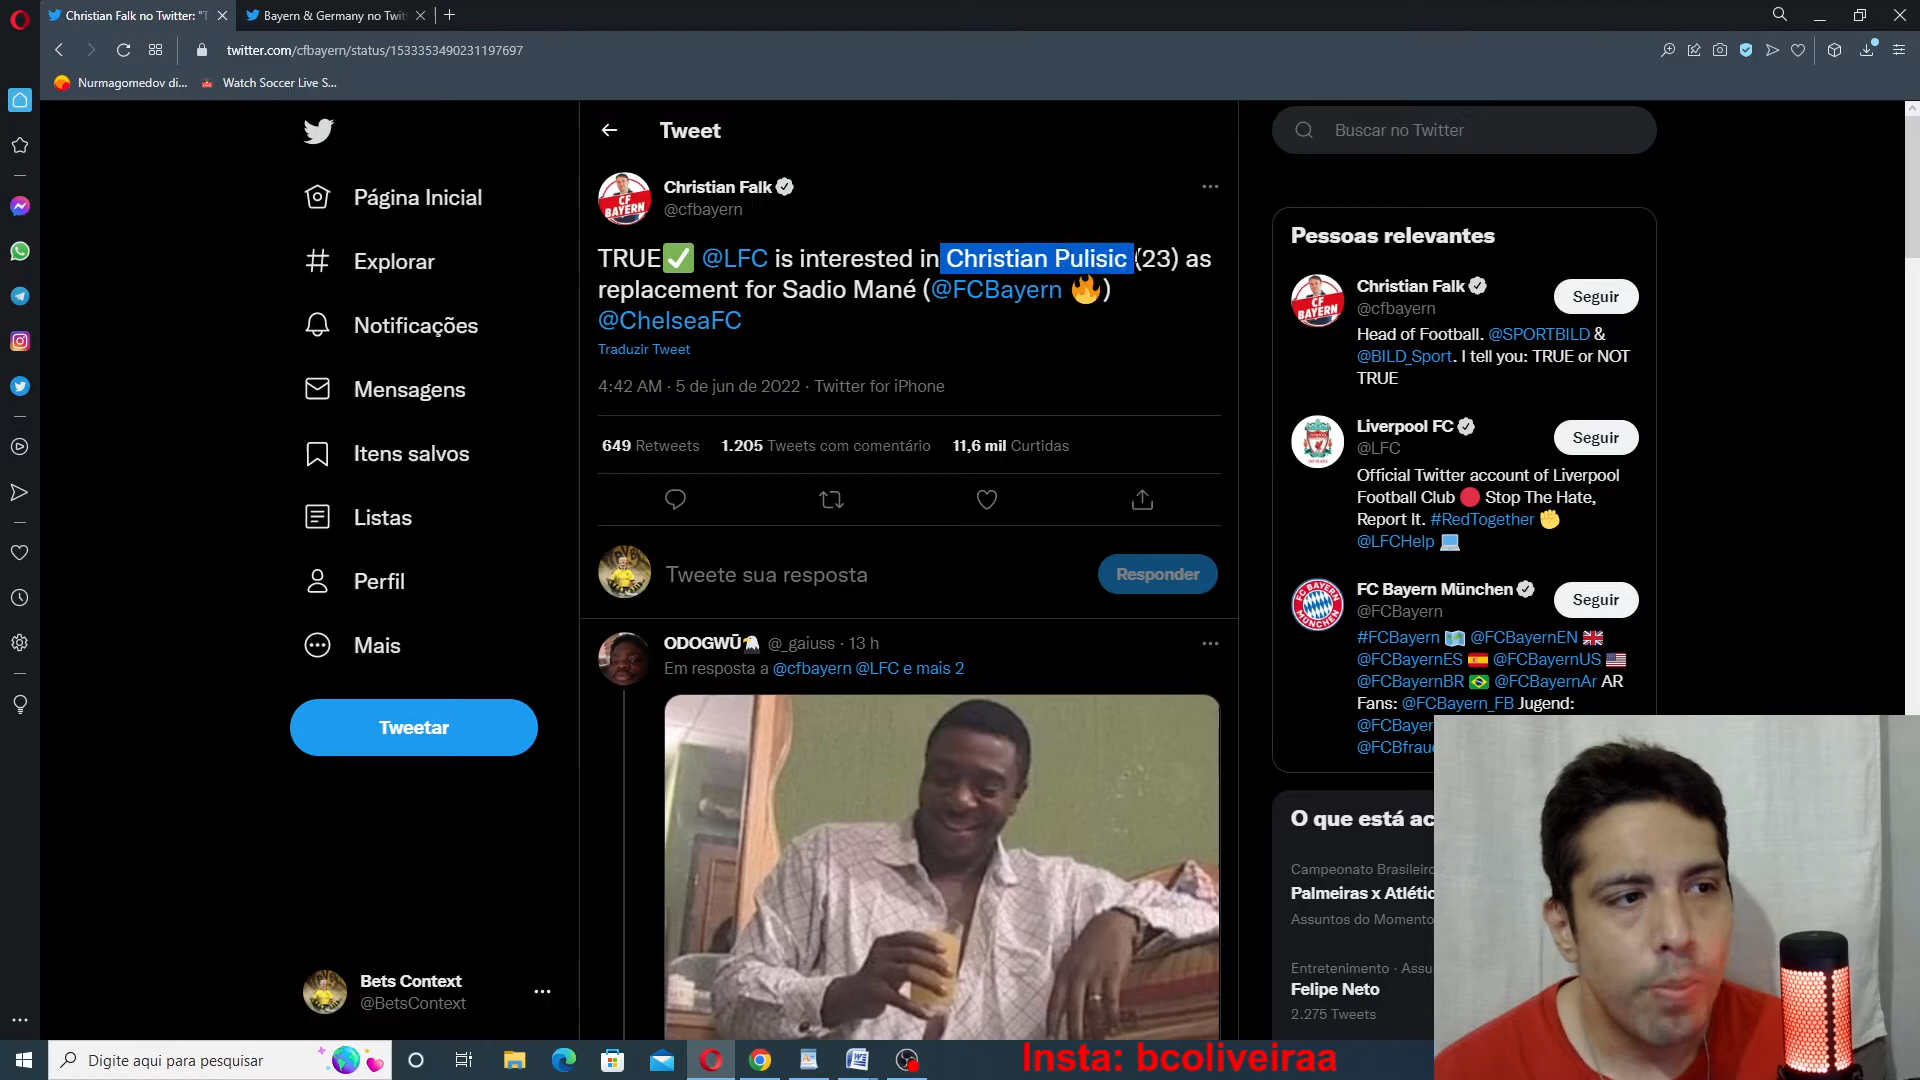 Christian Falk no Twitter: "T
Bayern & Germany no Twit
twitter.com/cfbayern/status/1533353490231197697
Nurmagomedov di...
Watch Soccer Live S...
Página Inicial
Explorar
Notificações
Mensagens
Itens salvos
Listas
Perfil
Mais
Tweetar
Bets Context
@BetsContext
Tweet
Christian Falk
@cfbayern
TRUE✅ @LFC is interested in Christian Pulisic (23) as
replacement for Sadio Mané (@FCBayern 🔥)
@ChelseaFC
Traduzir Tweet
4:42 AM · 5 de jun de 2022 · Twitter for iPhone
649 Retweets 1.205 Tweets com comentário 11,6 mil Curtidas
Tweete sua resposta
Responder
ODOGWŪ🦅 @_gaiuss · 13 h
Em resposta a @cfbayern @LFC e mais 2
Buscar no Twitter
Pessoas relevantes
Christian Falk
@cfbayern
Seguir
Head of Football. @SPORTBILD &
@BILD_Sport. I tell you: TRUE or NOT
TRUE
Liverpool FC
@LFC
Seguir
Official Twitter account of Liverpool
Football Club 🔴 Stop The Hate,
Report It. #RedTogether ✊
@LFCHelp 💻
FC Bayern München
@FCBayern
Seguir
#FCBayern 🗺️ @FCBayernEN 🇬🇧
@FCBayernES 🇪🇸 @FCBayernUS 🇺🇸
@FCBayernBR 🇧🇷 @FCBayernAr AR
Fans: @FCBayern_FB Jugend:
@FCBayer
@FCBfraue
O que está ac
Campeonato Brasileiro
Palmeiras x Atlétic
Assuntos do Momento
Entretenimento · Assu
Felipe Neto
2.275 Tweets
Digite aqui para pesquisar
Insta: bcoliveiraa